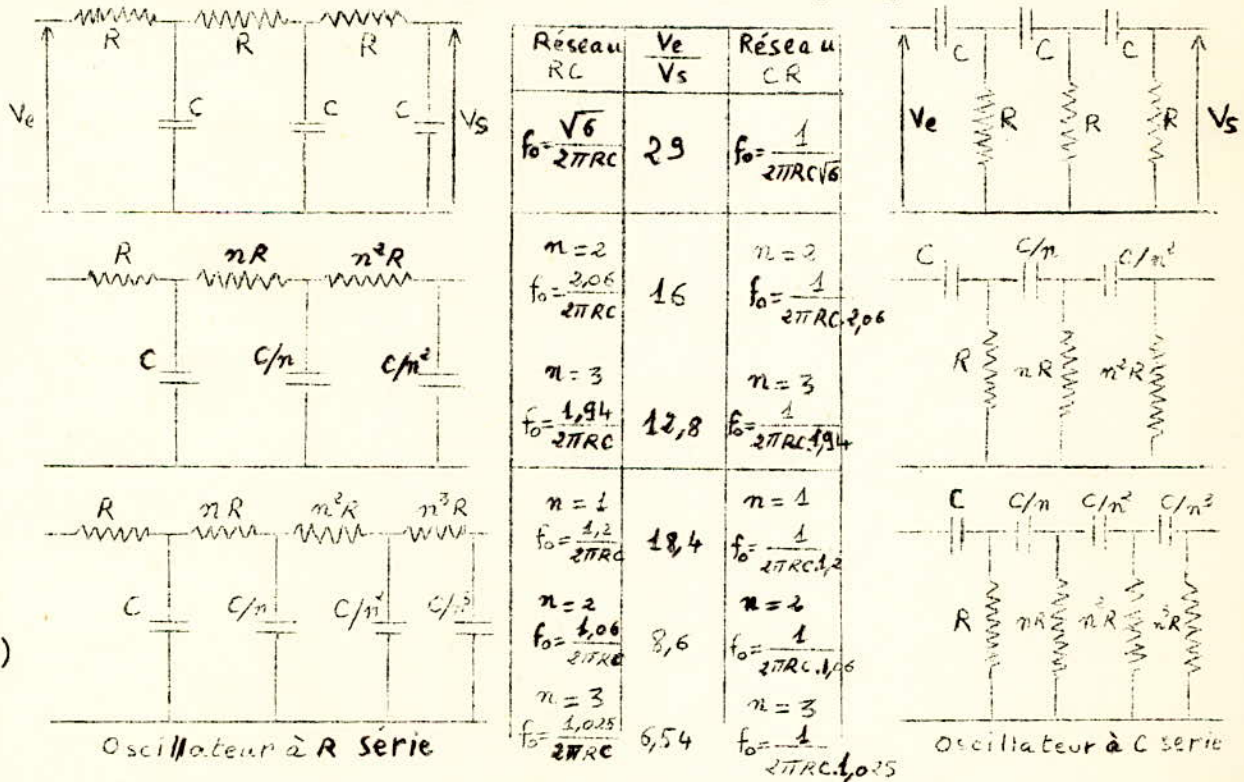 R R R
Ve C C C Vs
R nR n²R
C C/n C/n²
R nR n²R n³R
C C/n C/n² C/n³
Oscillateur à R série
Réseau RC Ve/Vs Réseau CR
f₀=√6/2πRC 29 f₀=1/2πRC√6
n=2 n=2
f₀=2,06/2πRC 16 f₀=1/2πRC.2,06
n=3 n=3
f₀=1,94/2πRC 12,8 f₀=1/2πRC.1,94
n=1 n=1
f₀=1,2/2πRC 18,4 f₀=1/2πRC.1,2
n=2 n=2
f₀=1,06/2πRC 8,6 f₀=1/2πRC.1,06
n=3 n=3
f₀=1,025/2πRC 6,54 f₀=1/2πRC.1,025
C C C
Ve R R R Vs
C C/n C/n²
R nR n²R
C C/n C/n² C/n³
R nR n²R n³R
Oscillateur à C série
)